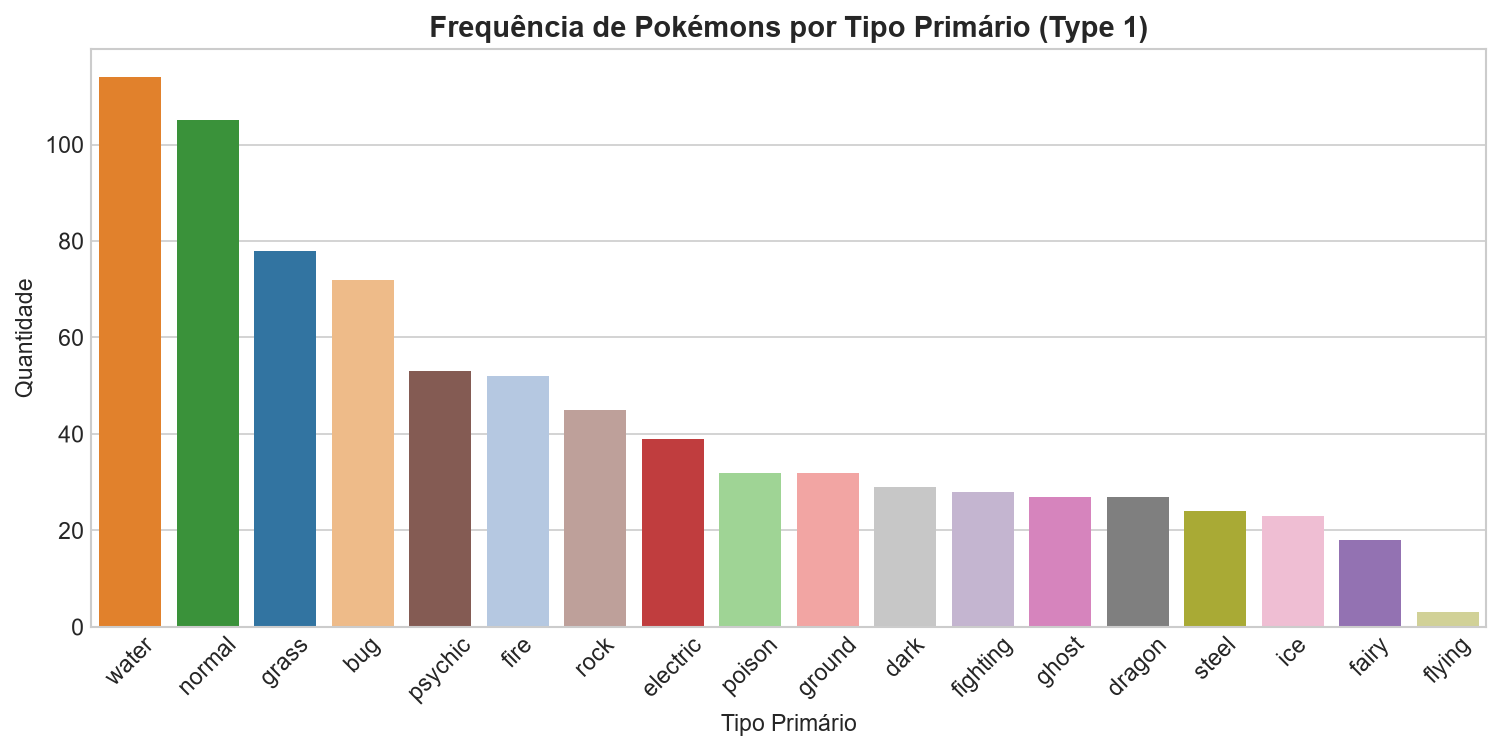 Frequência de Pokémons por Tipo Primário (Type 1)
Quantidade
100
80
60
40
20
0
water normal grass bug psychic fire rock electric poison ground dark fighting ghost dragon steel ice fairy flying
Tipo Primário